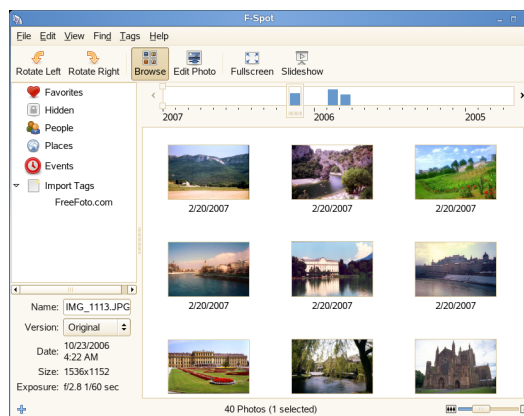 F-Spot
File Edit View Find Tags Help
Rotate Left Rotate Right Browse Edit Photo Fullscreen Slideshow
Favorites
Hidden
People
Places
Events
Import Tags
FreeFoto.com
2007 2006 2005
2/20/2007 2/20/2007 2/20/2007
2/20/2007 2/20/2007 2/20/2007
Name: IMG_1113.JPG
Version: Original
Date: 10/23/2006
4:22 AM
Size: 1536x1152
Exposure: f/2.8 1/60 sec
40 Photos (1 selected)